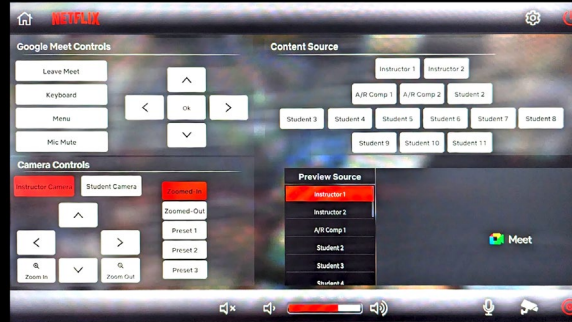 NETFLIX
Google Meet Controls
Leave Meet
Keyboard
Menu
Mic Mute
Ok
Content Source
Instructor 1 Instructor 2
A/R Comp 1 A/R Comp 2 Student 2
Student 3 Student 4 Student 5 Student 6 Student 7 Student 8
Student 9 Student 10 Student 11
Camera Controls
Instructor Camera Student Camera
Zoom In Zoom Out
Zoomed-In
Zoomed-Out
Preset 1
Preset 2
Preset 3
Preview Source
Instructor 1
Instructor 2
A/R Comp 1
Student 2
Student 3
Student 4
Meet